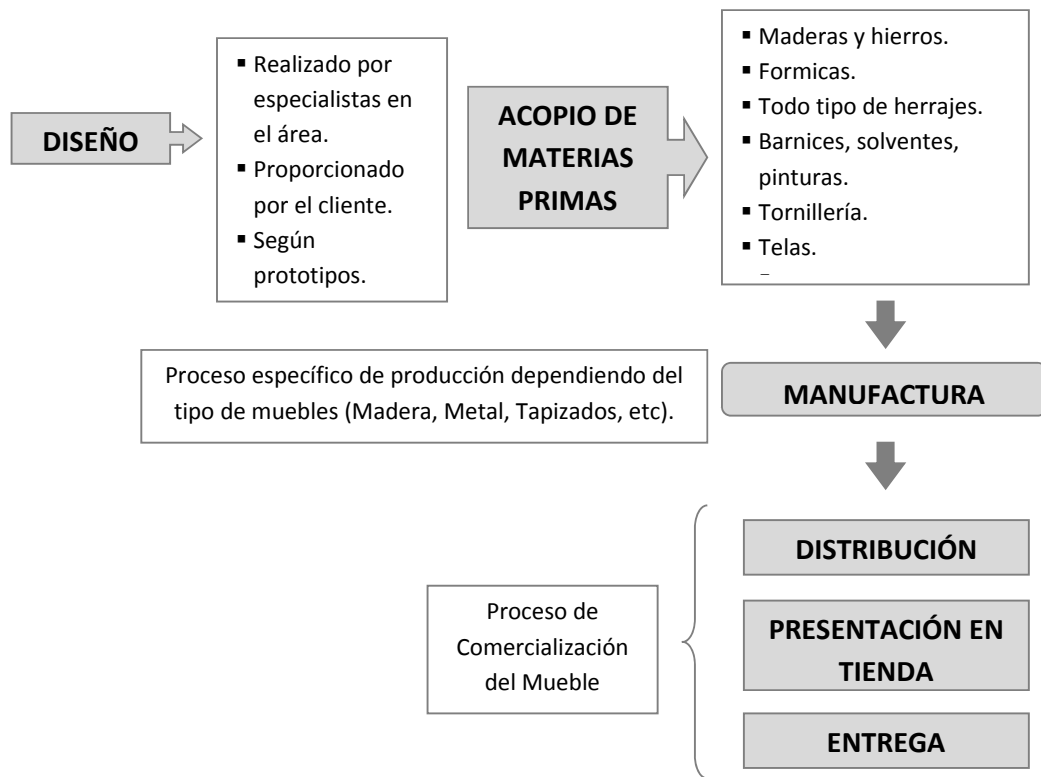 DISEÑO
▪ Realizado por
especialistas en
el área.
▪ Proporcionado
por el cliente.
▪ Según
prototipos.
ACOPIO DE
MATERIAS
PRIMAS
▪ Maderas y hierros.
▪ Formicas.
▪ Todo tipo de herrajes.
▪ Barnices, solventes,
pinturas.
▪ Tornillería.
▪ Telas.
Proceso específico de producción dependiendo del
tipo de muebles (Madera, Metal, Tapizados, etc).
MANUFACTURA
Proceso de
Comercialización
del Mueble
DISTRIBUCIÓN
PRESENTACIÓN EN
TIENDA
ENTREGA